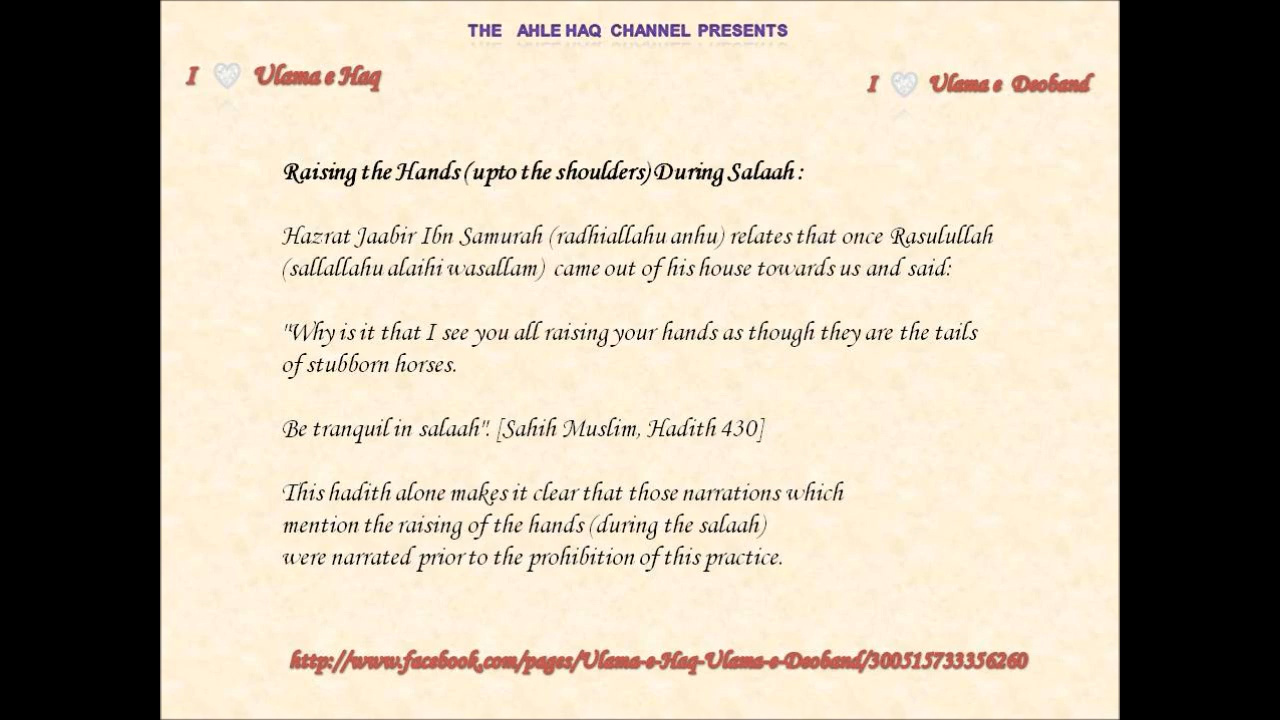 THE AHLE HAQ CHANNEL PRESENTS
I Ulama e Haq
I Ulama e Deoband
Raising the Hands (upto the shoulders) During Salaah :
Hazrat Jaabir Ibn Samurah (radhiallahu anhu) relates that once Rasulullah
(sallallahu alaihi wasallam) came out of his house towards us and said:
"Why is it that I see you all raising your hands as though they are the tails
of stubborn horses.
Be tranquil in salaah". [Sahih Muslim, Hadith 430]
This hadith alone makes it clear that those narrations which
mention the raising of the hands (during the salaah)
were narrated prior to the prohibition of this practice.
http://www.facebook.com/pages/Ulama-e-Haq-Ulama-e-Deoband/300515733356260